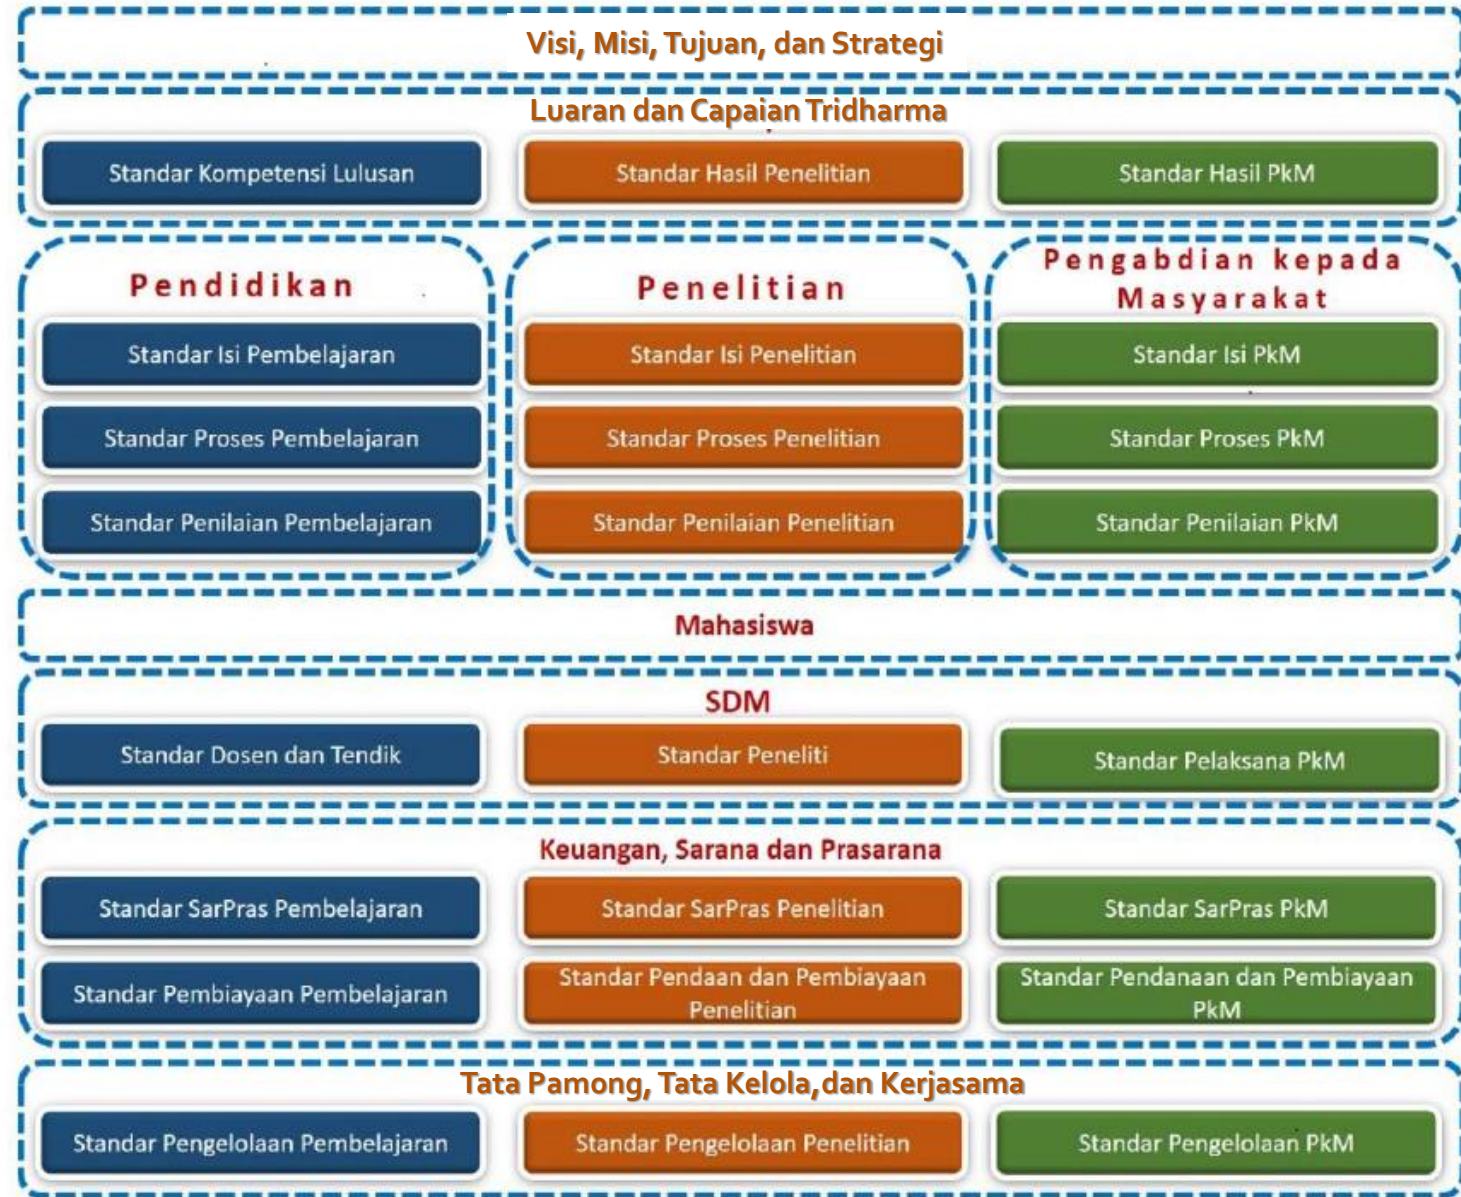 Visi, Misi, Tujuan, dan Strategi
Luaran dan Capaian Tridharma
Standar Kompetensi Lulusan
Standar Hasil Penelitian
Standar Hasil PkM
Pendidikan
Penelitian
Pengabdian kepada
Masyarakat
Standar Isi Pembelajaran
Standar Isi Penelitian
Standar Isi PkM
Standar Proses Pembelajaran
Standar Proses Penelitian
Standar Proses PkM
Standar Penilaian Pembelajaran
Standar Penilaian Penelitian
Standar Penilaian PkM
Mahasiswa
SDM
Standar Dosen dan Tendik
Standar Peneliti
Standar Pelaksana PkM
Keuangan, Sarana dan Prasarana
Standar SarPras Pembelajaran
Standar SarPras Penelitian
Standar SarPras PkM
Standar Pembiayaan Pembelajaran
Standar Pendaan dan Pembiayaan
Penelitian
Standar Pendanaan dan Pembiayaan
PkM
Tata Pamong, Tata Kelola,dan Kerjasama
Standar Pengelolaan Pembelajaran
Standar Pengelolaan Penelitian
Standar Pengelolaan PkM